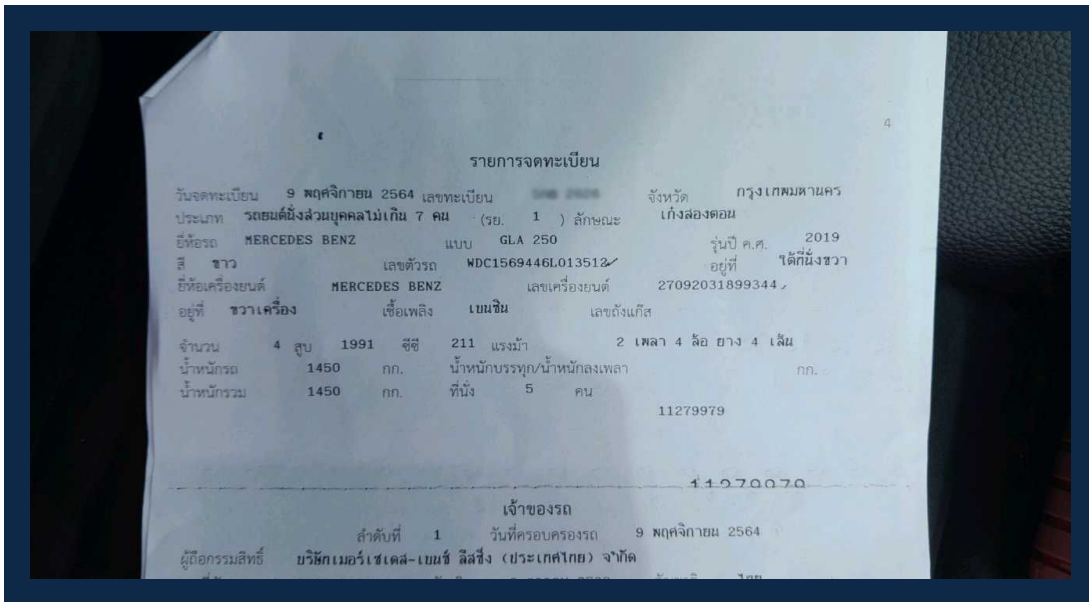 4
รายการจดทะเบียน
วันจดทะเบียน 9 พฤศจิกายน 2564 เลขทะเบียน จังหวัด กรุงเทพมหานคร
ประเภท รถยนต์นั่งส่วนบุคคลไม่เกิน 7 คน (รย. 1 ) ลักษณะ เก๋งสองตอน
ยี่ห้อรถ MERCEDES BENZ แบบ GLA 250 รุ่นปี ค.ศ. 2019
สี ขาว เลขตัวรถ WDC1569446L013512 อยู่ที่ ใต้ที่นั่งขวา
ยี่ห้อเครื่องยนต์ MERCEDES BENZ เลขเครื่องยนต์ 27092031899344
อยู่ที่ ขวาเครื่อง เชื้อเพลิง เบนซิน เลขถังแก๊ส
จำนวน 4 สูบ 1991 ซีซี 211 แรงม้า 2 เพลา 4 ล้อ ยาง 4 เส้น
น้ำหนักรถ 1450 กก. น้ำหนักบรรทุก/น้ำหนักลงเพลา กก.
น้ำหนักรวม 1450 กก. ที่นั่ง 5 คน
11279979
เจ้าของรถ
ลำดับที่ 1 วันที่ครอบครองรถ 9 พฤศจิกายน 2564
ผู้ถือกรรมสิทธิ์ บริษัทเมอร์เซเดส-เบนซ์ ลีสซิ่ง (ประเทศไทย) จำกัด